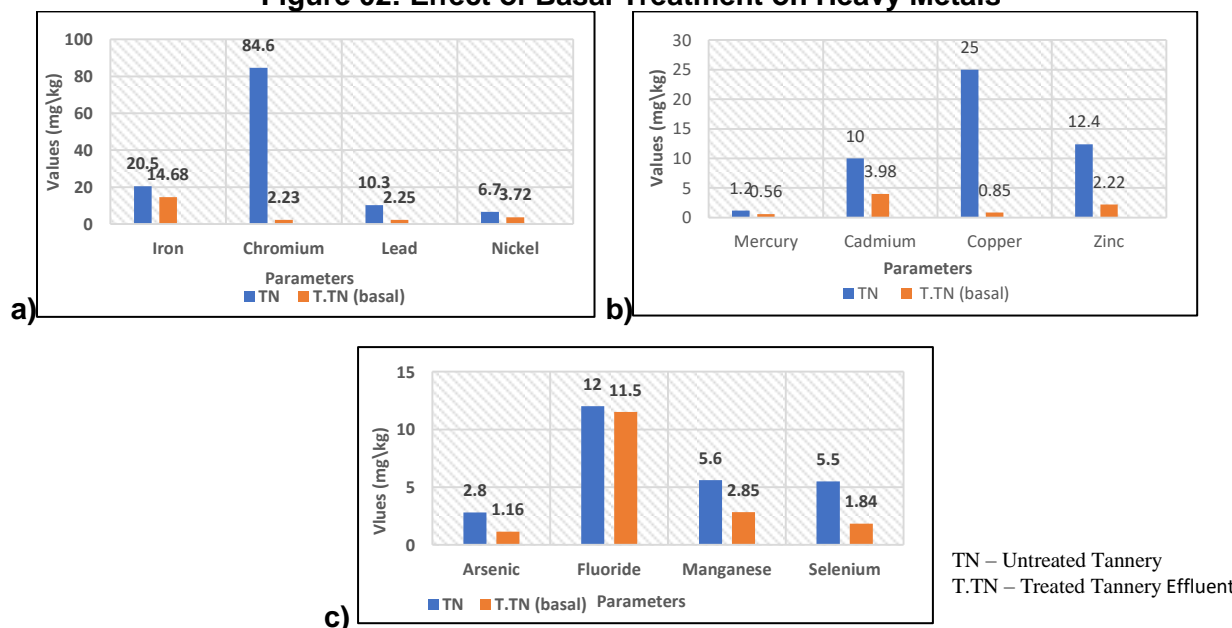 Figure 02: Effect of Basal Treatment on Heavy Metals
100
80
60
40
20
0
Values (mg\kg)
84.6
20.5
14.68
2.23
10.3
2.25
6.7
3.72
Iron Chromium Lead Nickel
Parameters
TN T.TN (basal)
a)
30
25
20
15
10
5
0
Values (mg\kg)
1.2
0.56
10
3.98
25
0.85
12.4
2.22
Mercury Cadmium Copper Zinc
Parameters
TN T.TN (basal)
b)
15
10
5
0
Vlues (mg\kg)
2.8
1.16
12
11.5
5.6
2.85
5.5
1.84
Arsenic Fluoride Manganese Selenium
TN T.TN (basal) Parameters
c)
TN – Untreated Tannery
T.TN – Treated Tannery Effluent